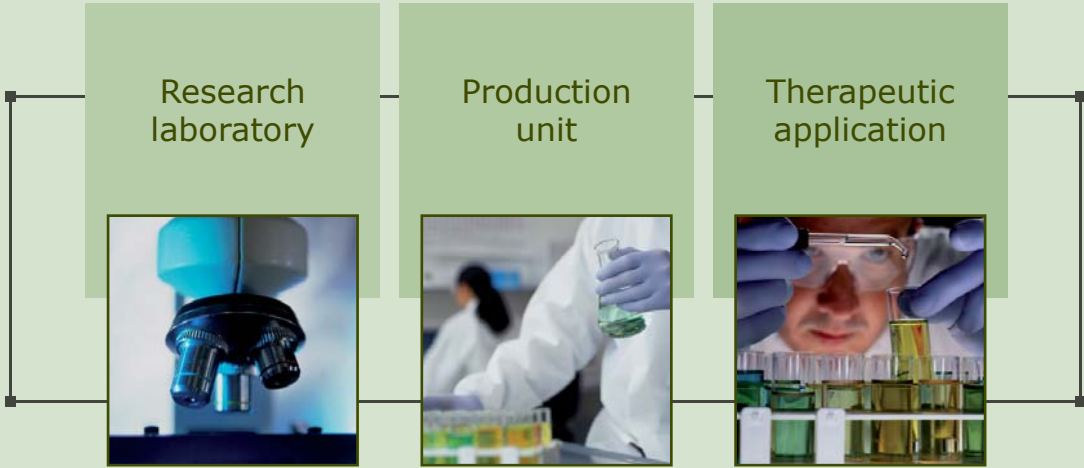 Research
laboratory
Production
unit
Therapeutic
application